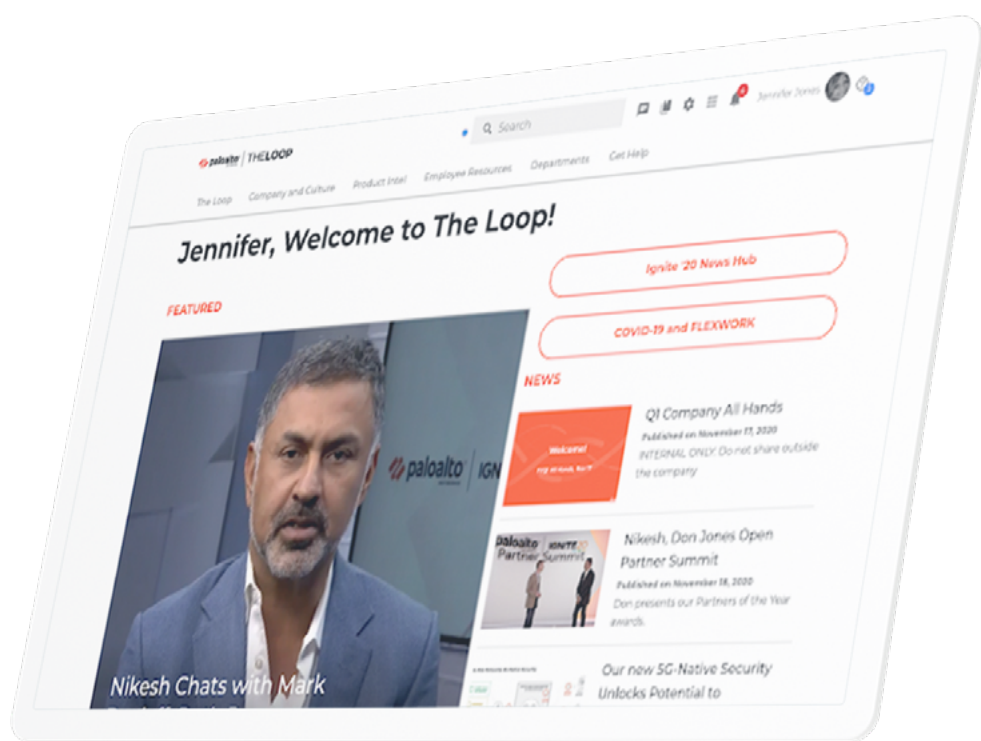 paloalto | THELOOP
Search
4
Jennifer Jones
The Loop
Company and Culture
Product Intel
Employee Resources
Departments
Get Help
Jennifer, Welcome to The Loop!
Ignite '20 News Hub
COVID-19 and FLEXWORK
FEATURED
paloalto | IGN
Nikesh Chats with Mark
NEWS
Welcome!
Q1 Company All Hands
Published on November 17, 2020
INTERNAL ONLY: Do not share outside
the company
paloalto IGNITE20
Partner Summit
Nikesh, Don Jones Open
Partner Summit
Published on November 18, 2020
Don presents our Partners of the Year
awards.
Our new 5G-Native Security
Unlocks Potential to